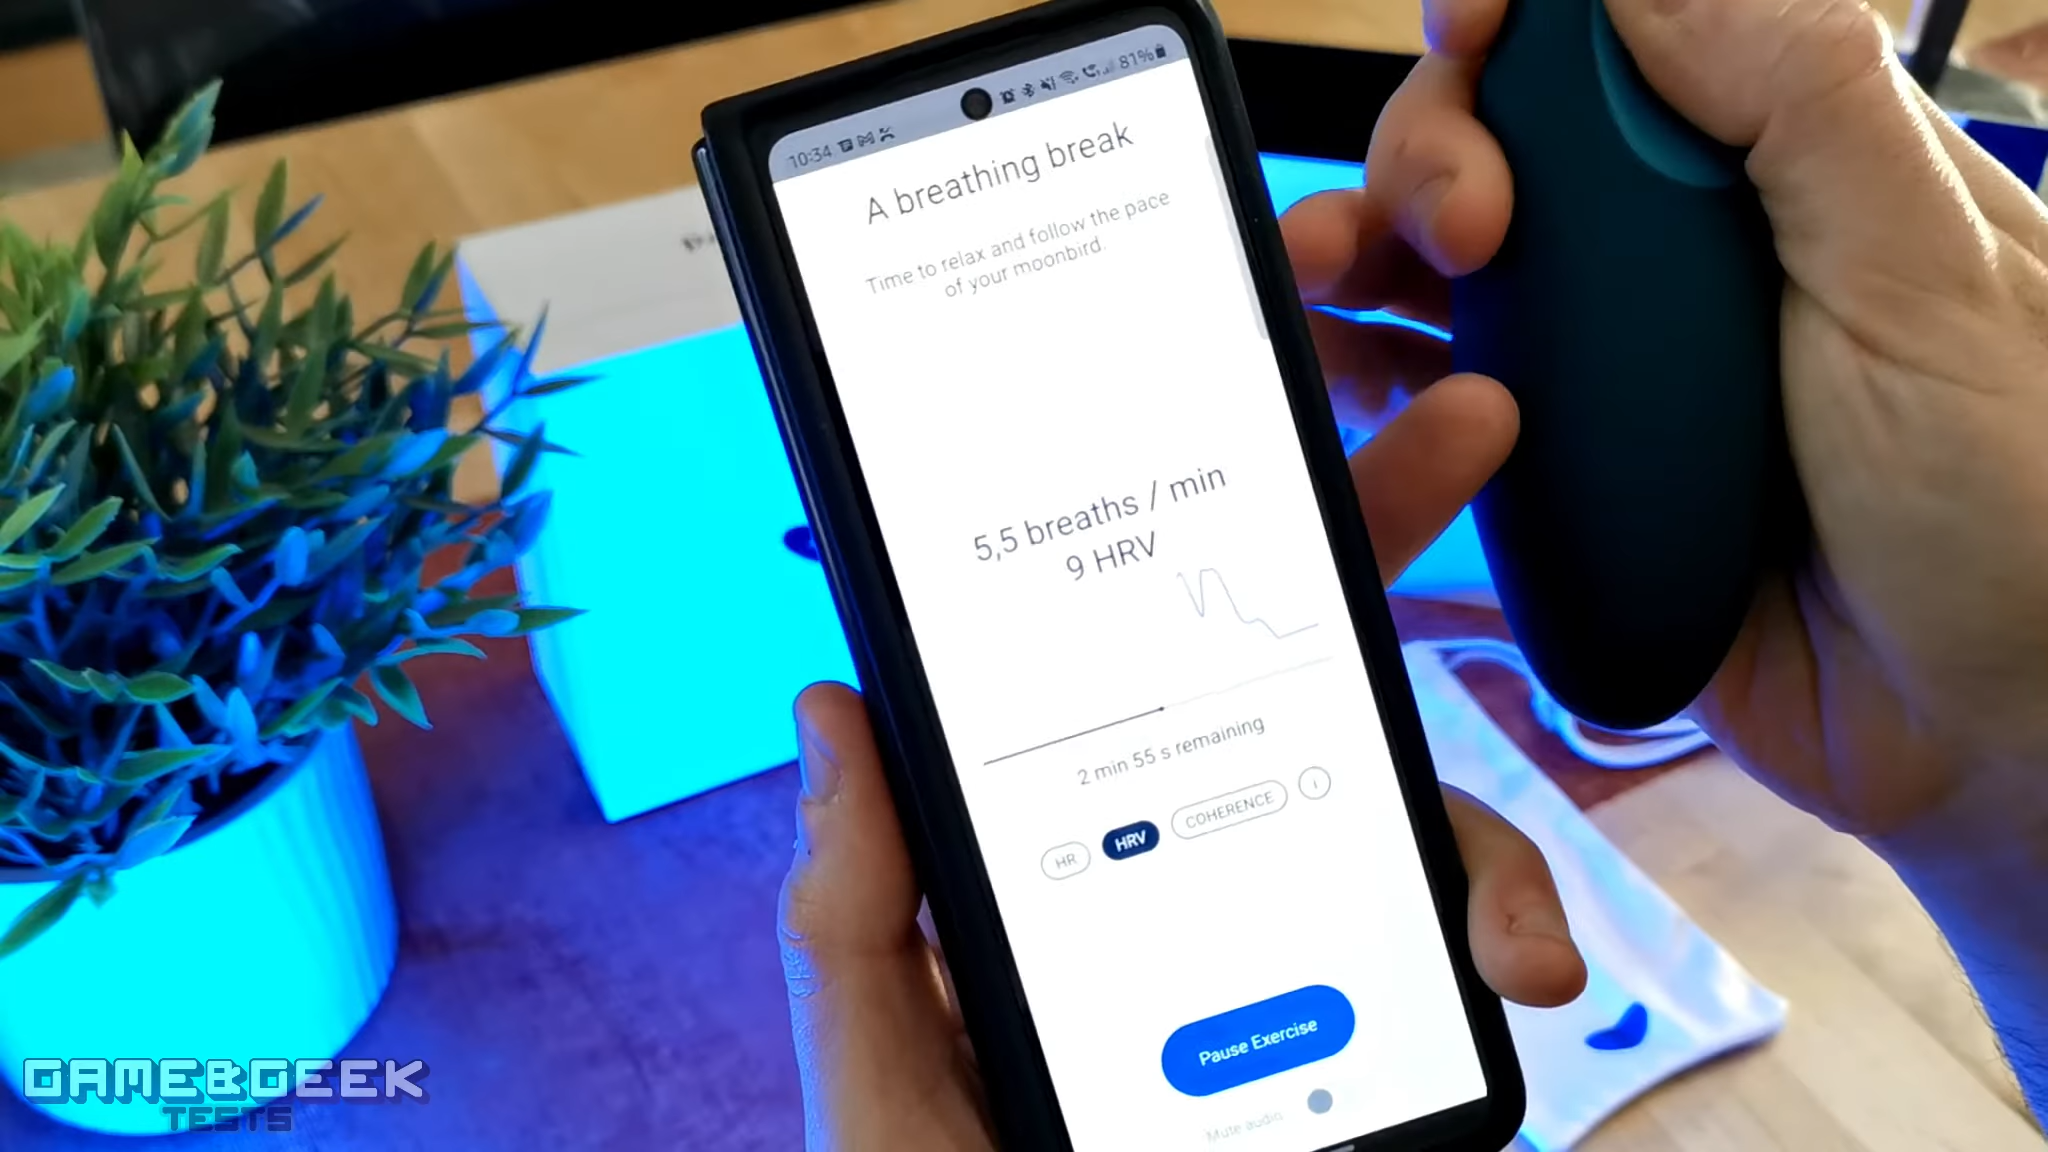 10:34
81%
A breathing break
Time to relax and follow the pace
of your moonbird.
5,5 breaths / min
9 HRV
2 min 55 s remaining
HR
HRV
COHERENCE
i
Pause Exercise
Mute audio
GAME&GEEK
TESTS